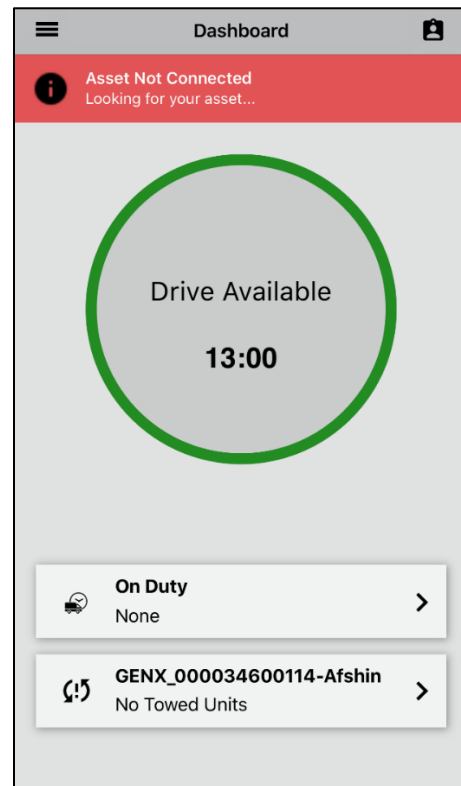 Dashboard
Asset Not Connected
Looking for your asset...
Drive Available
13:00
On Duty
None
GENX_000034600114-Afshin
No Towed Units